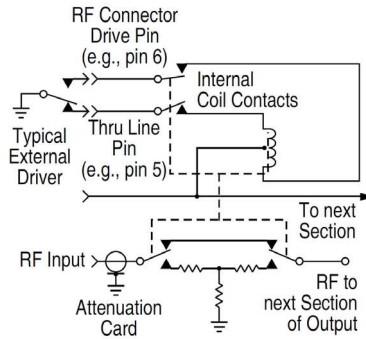 RF Connector
Drive Pin
(e.g., pin 6)
Internal
Coil Contacts
Typical
External
Driver
Thru Line
Pin
(e.g., pin 5)
To next
Section
RF Input
Attenuation
Card
RF to
next Section
of Output